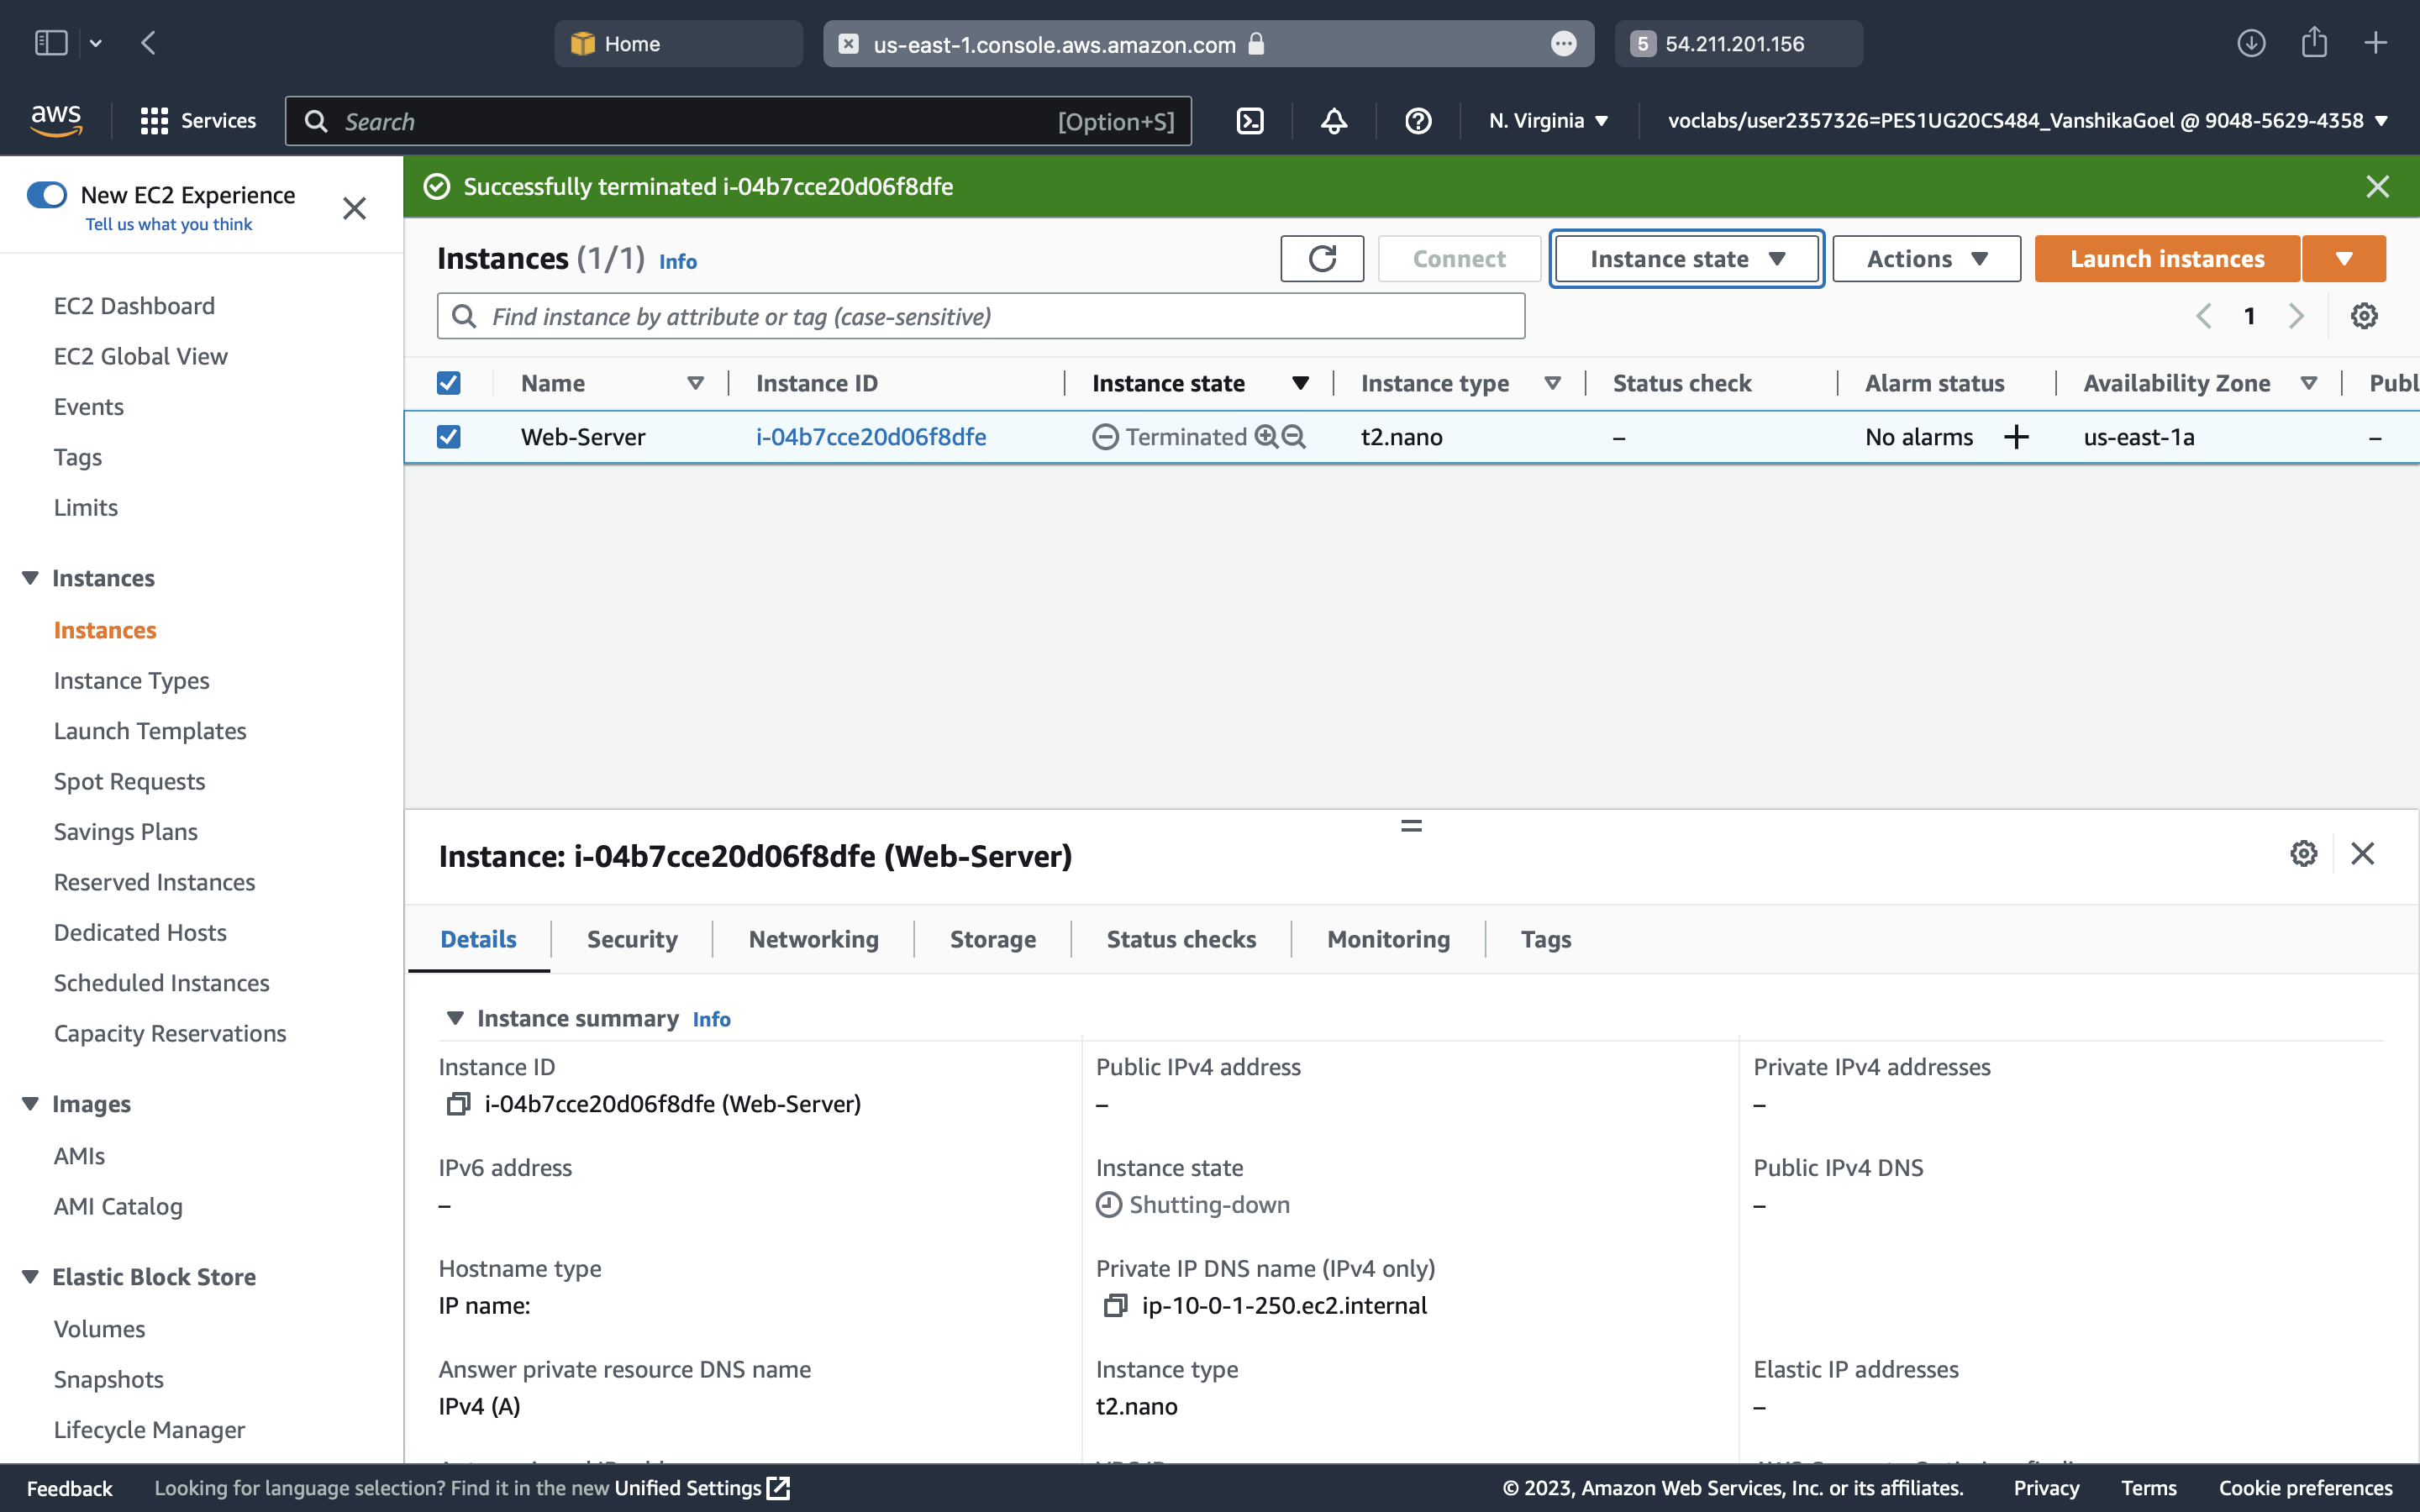 Home
us-east-1.console.aws.amazon.com
5 54.211.201.156
aws
Services
Search [Option+S]
N. Virginia
voclabs/user2357326=PES1UG20CS484_VanshikaGoel @ 9048-5629-4358
New EC2 Experience
Tell us what you think
EC2 Dashboard
EC2 Global View
Events
Tags
Limits
Instances
Instances
Instance Types
Launch Templates
Spot Requests
Savings Plans
Reserved Instances
Dedicated Hosts
Scheduled Instances
Capacity Reservations
Images
AMIs
AMI Catalog
Elastic Block Store
Volumes
Snapshots
Lifecycle Manager
Successfully terminated i-04b7cce20d06f8dfe
Instances (1/1) Info
Connect
Instance state
Actions
Launch instances
Find instance by attribute or tag (case-sensitive)
1
Name Instance ID Instance state Instance type Status check Alarm status Availability Zone Publ
Web-Server i-04b7cce20d06f8dfe Terminated t2.nano – No alarms + us-east-1a –
Instance: i-04b7cce20d06f8dfe (Web-Server)
Details Security Networking Storage Status checks Monitoring Tags
Instance summary Info
Instance ID
i-04b7cce20d06f8dfe (Web-Server)
Public IPv4 address
–
Private IPv4 addresses
–
IPv6 address
–
Instance state
Shutting-down
Public IPv4 DNS
–
Hostname type
IP name:
Private IP DNS name (IPv4 only)
ip-10-0-1-250.ec2.internal
Answer private resource DNS name
IPv4 (A)
Instance type
t2.nano
Elastic IP addresses
–
Feedback
Looking for language selection? Find it in the new Unified Settings
© 2023, Amazon Web Services, Inc. or its affiliates.
Privacy
Terms
Cookie preferences